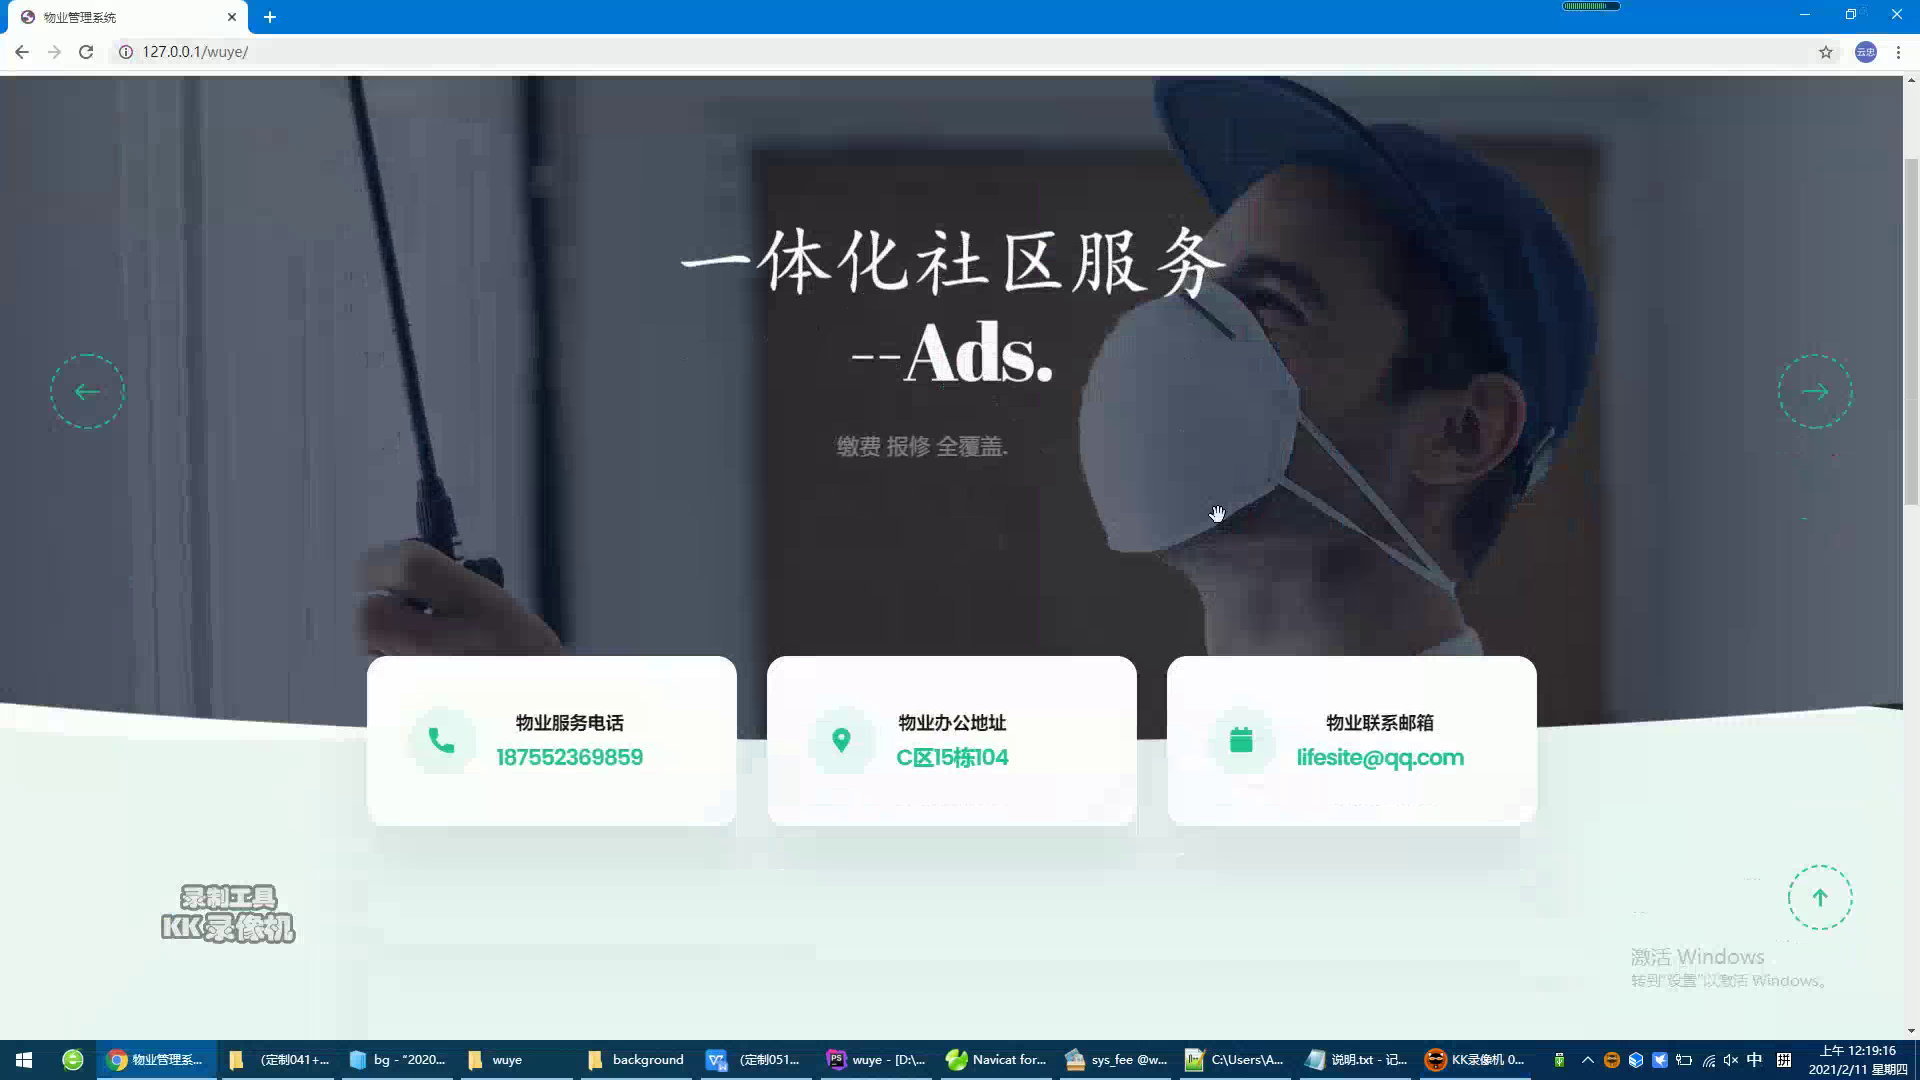 物业管理系统
127.0.0.1/wuye/
云忠
一体化社区服务
--Ads.
缴费 报修 全覆盖.
物业服务电话
187552369859
物业办公地址
C区15栋104
物业联系邮箱
lifesite@qq.com
录制工具
KK录像机
激活 Windows
转到"设置"以激活 Windows。
物业管理系...
(定制041+...
bg - "2020...
wuye
background
(定制051...
wuye - [D:\...
Navicat for...
sys_fee @w...
C:\Users\A...
说明.txt - 记...
KK录像机 0...
中
拼
上午 12:19:16
2021/2/11 星期四